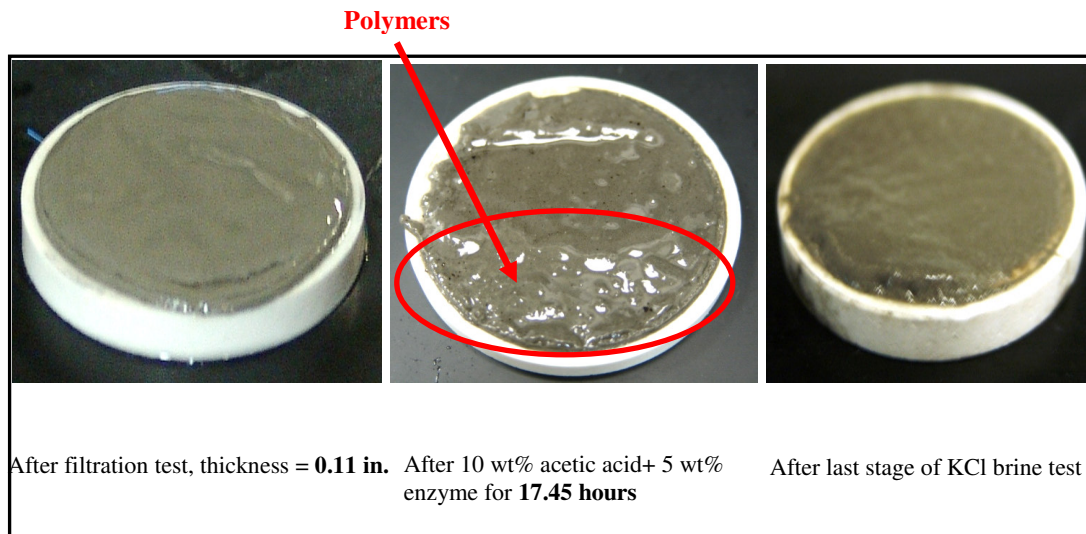 Polymers
After filtration test, thickness = 0.11 in.
After 10 wt% acetic acid+ 5 wt%
enzyme for 17.45 hours
After last stage of KCl brine test